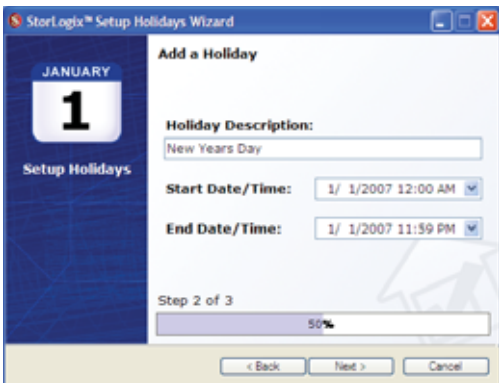 StorLogix™ Setup Holidays Wizard
JANUARY
1
Setup Holidays
Add a Holiday
Holiday Description:
New Years Day
Start Date/Time: 1/ 1/2007 12:00 AM
End Date/Time: 1/ 1/2007 11:59 PM
Step 2 of 3
50%
< Back Next > Cancel